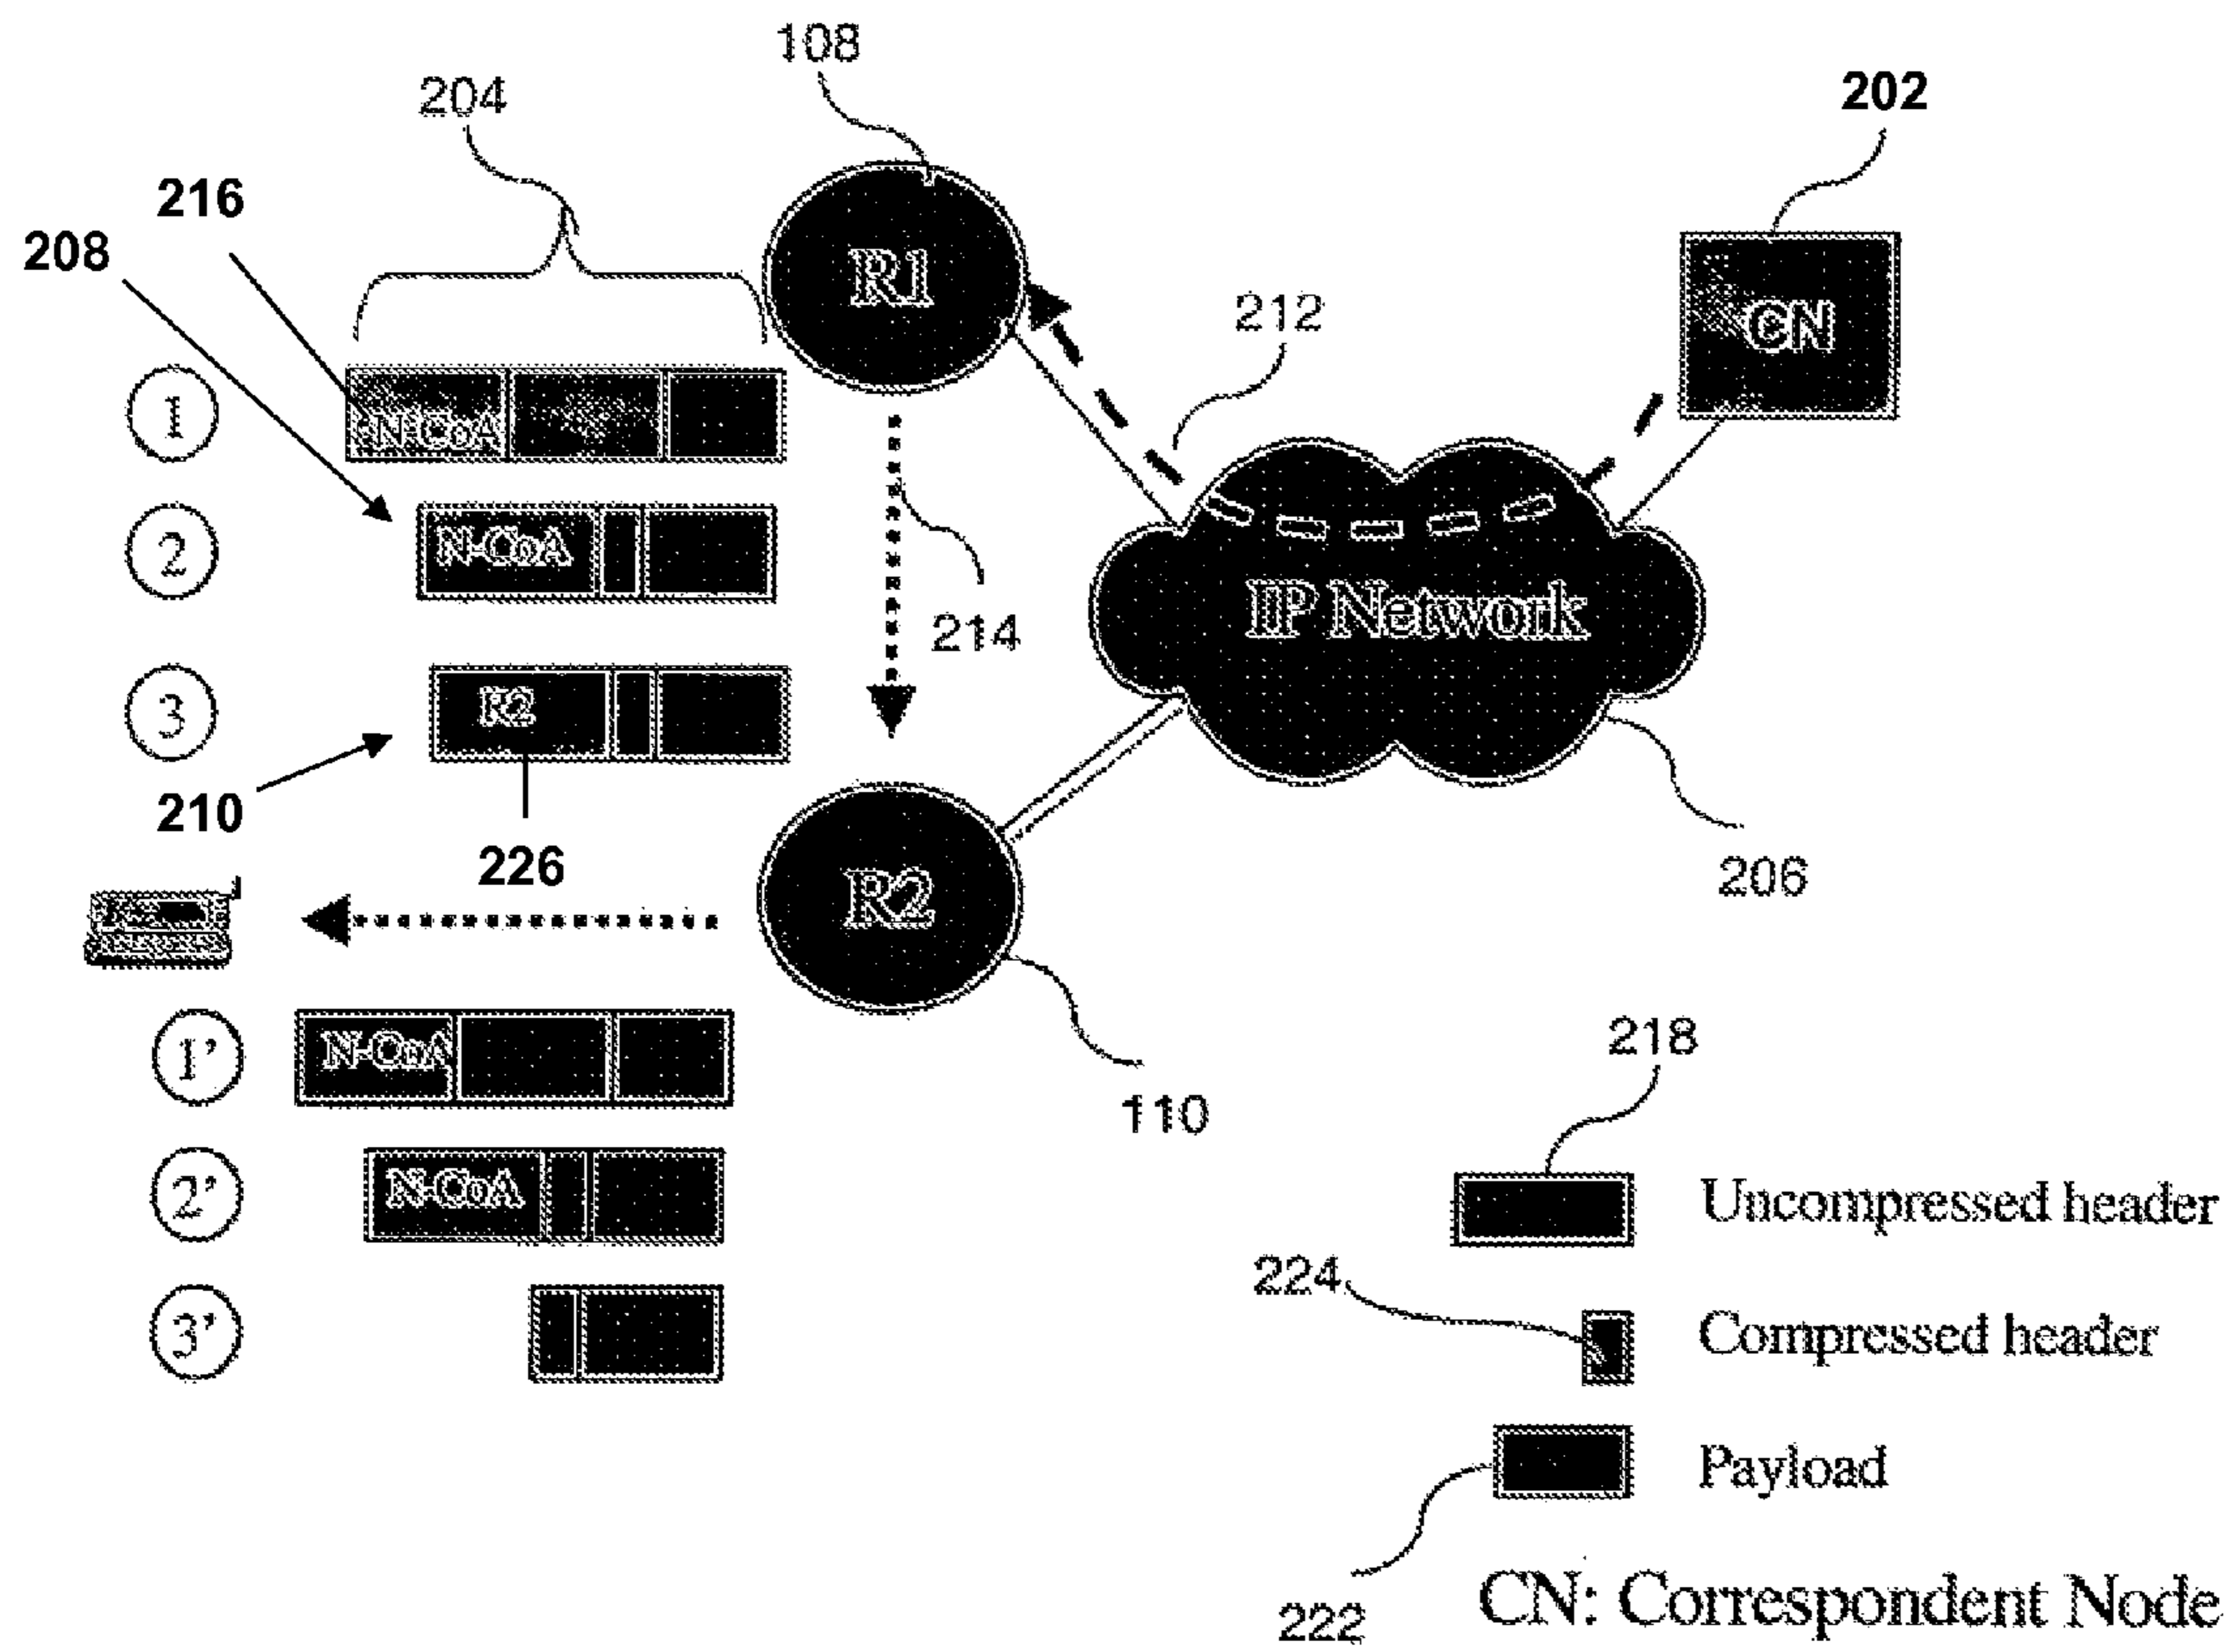 108
204
202
216
208
R1
212
CN
1
N-CoA
2
N-CoA
IP Network
214
3
R2
210
226
206
R2
1’
N-CoA
218
110
2’
N-CoA
Uncompressed header
224
3’
Compressed header
Payload
222
CN: Correspondent Node